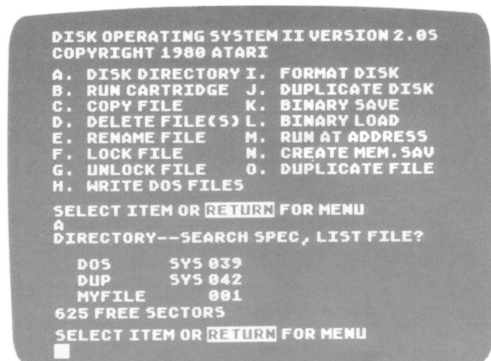 DISK OPERATING SYSTEM II VERSION 2.0S
COPYRIGHT 1980 ATARI
A. DISK DIRECTORY I. FORMAT DISK
B. RUN CARTRIDGE J. DUPLICATE DISK
C. COPY FILE K. BINARY SAVE
D. DELETE FILE(S) L. BINARY LOAD
E. RENAME FILE M. RUN AT ADDRESS
F. LOCK FILE N. CREATE MEM.SAV
G. UNLOCK FILE O. DUPLICATE FILE
H. WRITE DOS FILES
SELECT ITEM OR RETURN FOR MENU
A
DIRECTORY--SEARCH SPEC, LIST FILE?
DOS SYS 039
DUP SYS 042
MYFILE 001
625 FREE SECTORS
SELECT ITEM OR RETURN FOR MENU